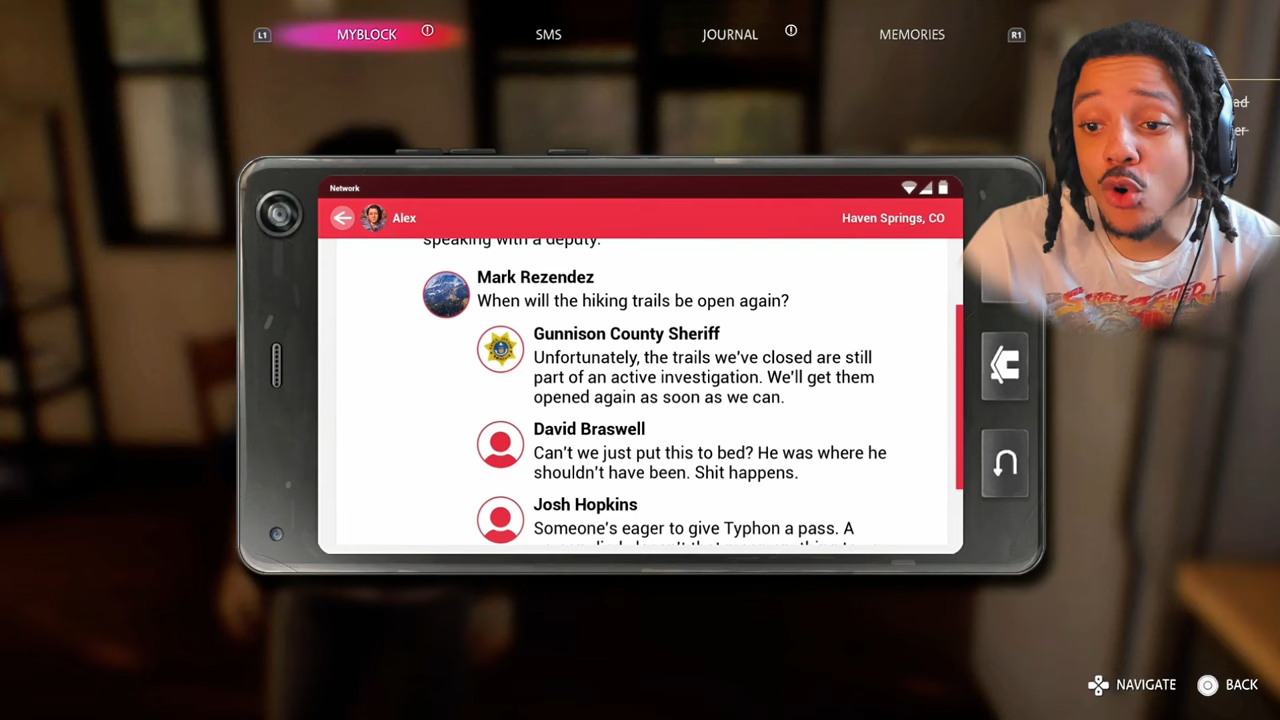 L1
MYBLOCK
SMS
JOURNAL
MEMORIES
R1
Network
Alex
Haven Springs, CO
speaking with a deputy.
Mark Rezendez
When will the hiking trails be open again?
Gunnison County Sheriff
Unfortunately, the trails we've closed are still
part of an active investigation. We'll get them
opened again as soon as we can.
David Braswell
Can't we just put this to bed? He was where he
shouldn't have been. Shit happens.
Josh Hopkins
Someone's eager to give Typhon a pass. A
STREET FIGHTER
NAVIGATE
BACK